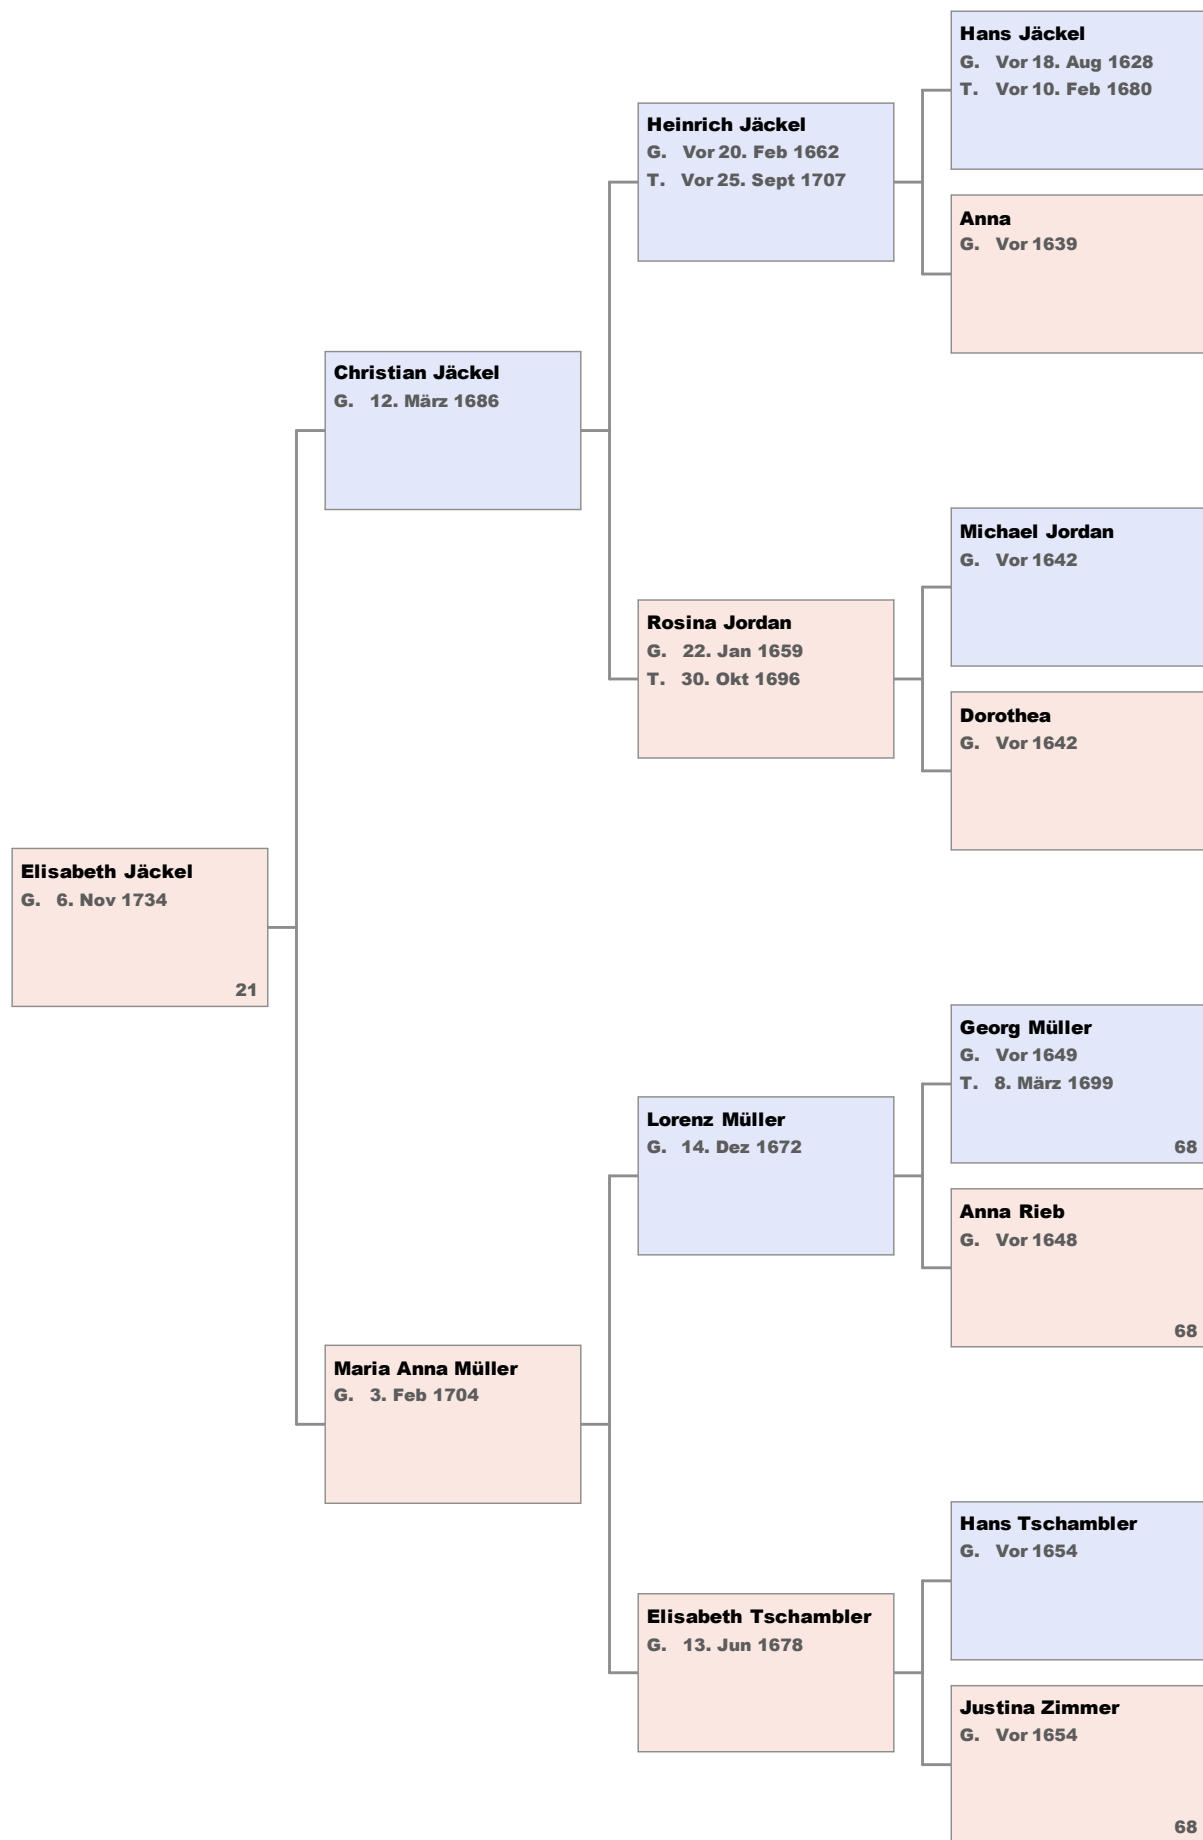 Hans Jäckel
G. Vor 18. Aug 1628
T. Vor 10. Feb 1680
Heinrich Jäckel
G. Vor 20. Feb 1662
T. Vor 25. Sept 1707
Anna
G. Vor 1639
Christian Jäckel
G. 12. März 1686
Michael Jordan
G. Vor 1642
Rosina Jordan
G. 22. Jan 1659
T. 30. Okt 1696
Dorothea
G. Vor 1642
Elisabeth Jäckel
G. 6. Nov 1734
21
Georg Müller
G. Vor 1649
T. 8. März 1699
68
Lorenz Müller
G. 14. Dez 1672
Anna Rieb
G. Vor 1648
68
Maria Anna Müller
G. 3. Feb 1704
Hans Tschambler
G. Vor 1654
Elisabeth Tschambler
G. 13. Jun 1678
Justina Zimmer
G. Vor 1654
68